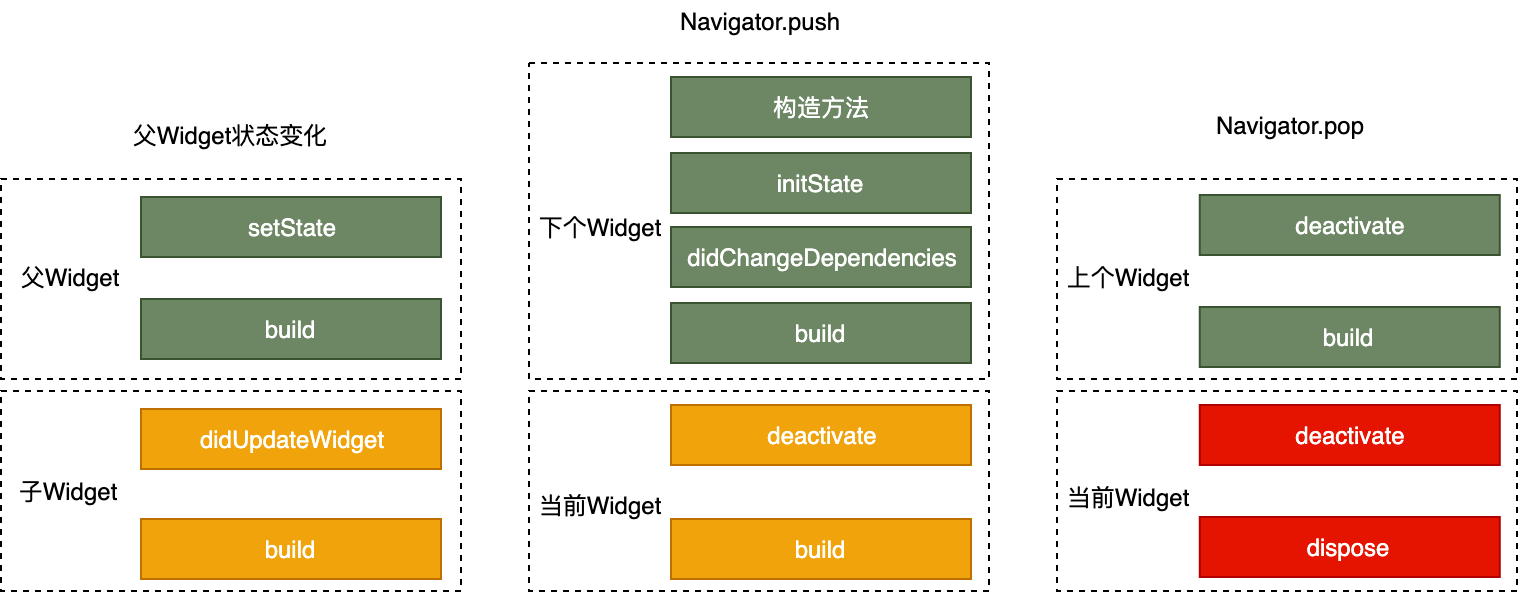 父Widget状态变化
父Widget
setState
build
子Widget
didUpdateWidget
build
Navigator.push
下个Widget
构造方法
initState
didChangeDependencies
build
当前Widget
deactivate
build
Navigator.pop
上个Widget
deactivate
build
当前Widget
deactivate
dispose